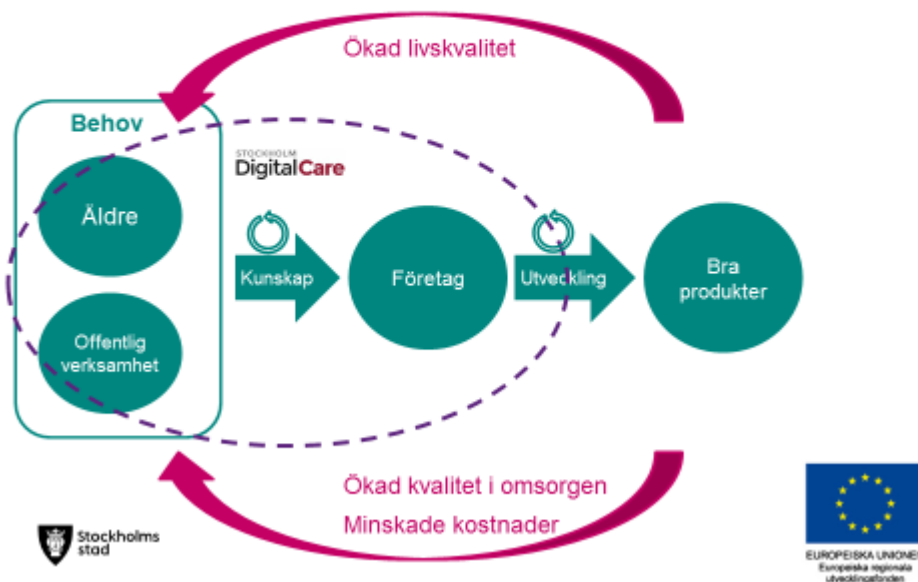 Ökad livskvalitet
Behov
STOCKHOLM
DigitalCare
Äldre
Kunskap
Företag
Utveckling
Bra
produkter
Offentlig
verksamhet
Ökad kvalitet i omsorgen
Minskade kostnader
Stockholms
stad
EUROPEISKA UNIONEN
Europeiska regionala
utvecklingsfonden